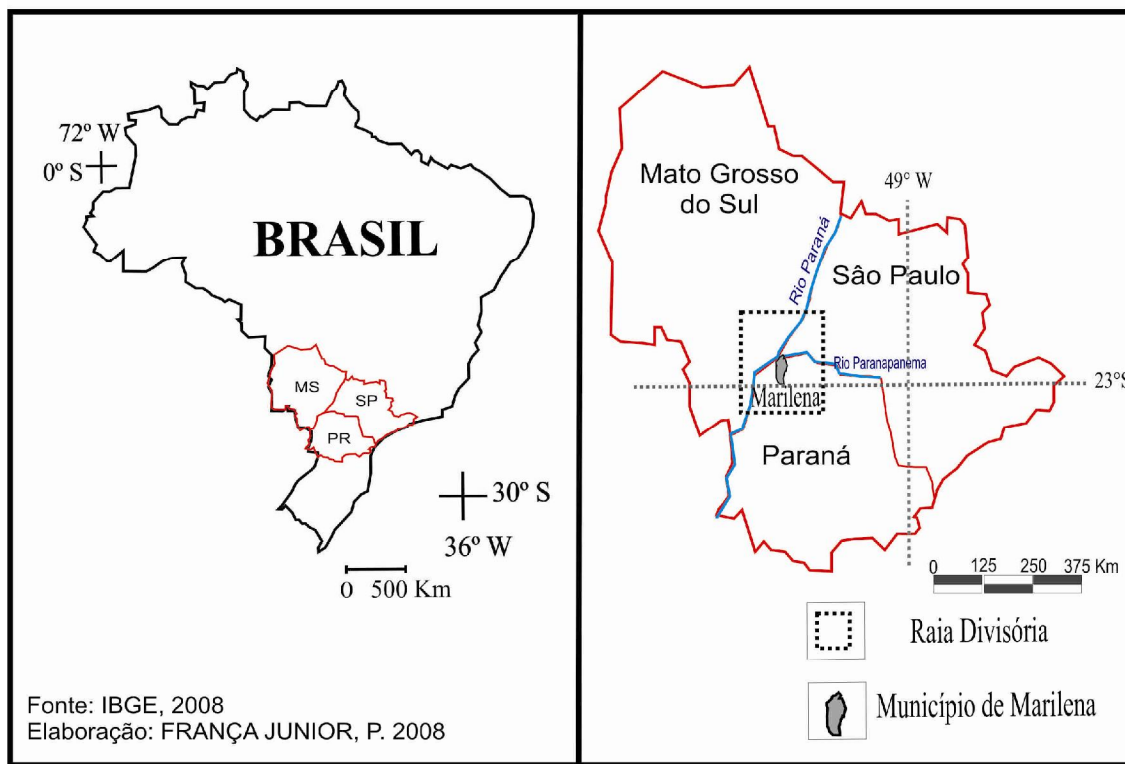 72º W
0º S
BRASIL
MS
SP
PR
30º S
36º W
0 500 Km
Fonte: IBGE, 2008
Elaboração: FRANÇA JUNIOR, P. 2008
Mato Grosso
do Sul
49° W
Rio Paraná
Sâo Paulo
Rio Paranapanema
23°S
Marilena
Paraná
0 125 250 375 Km
Raia Divisória
Município de Marilena